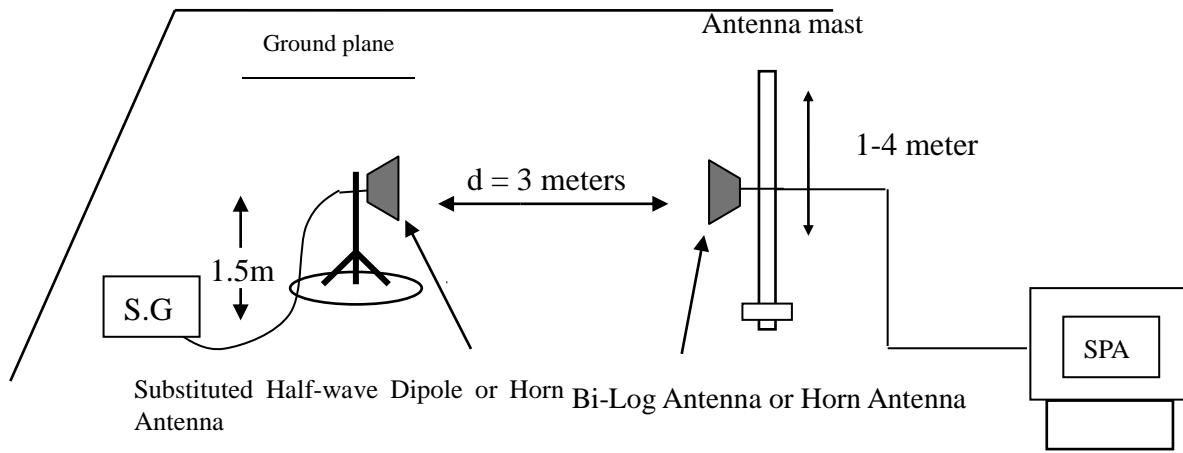 Antenna mast
Ground plane
1-4 meter
d = 3 meters
1.5m
S.G
SPA
Substituted Half-wave Dipole or Horn
Antenna
Bi-Log Antenna or Horn Antenna